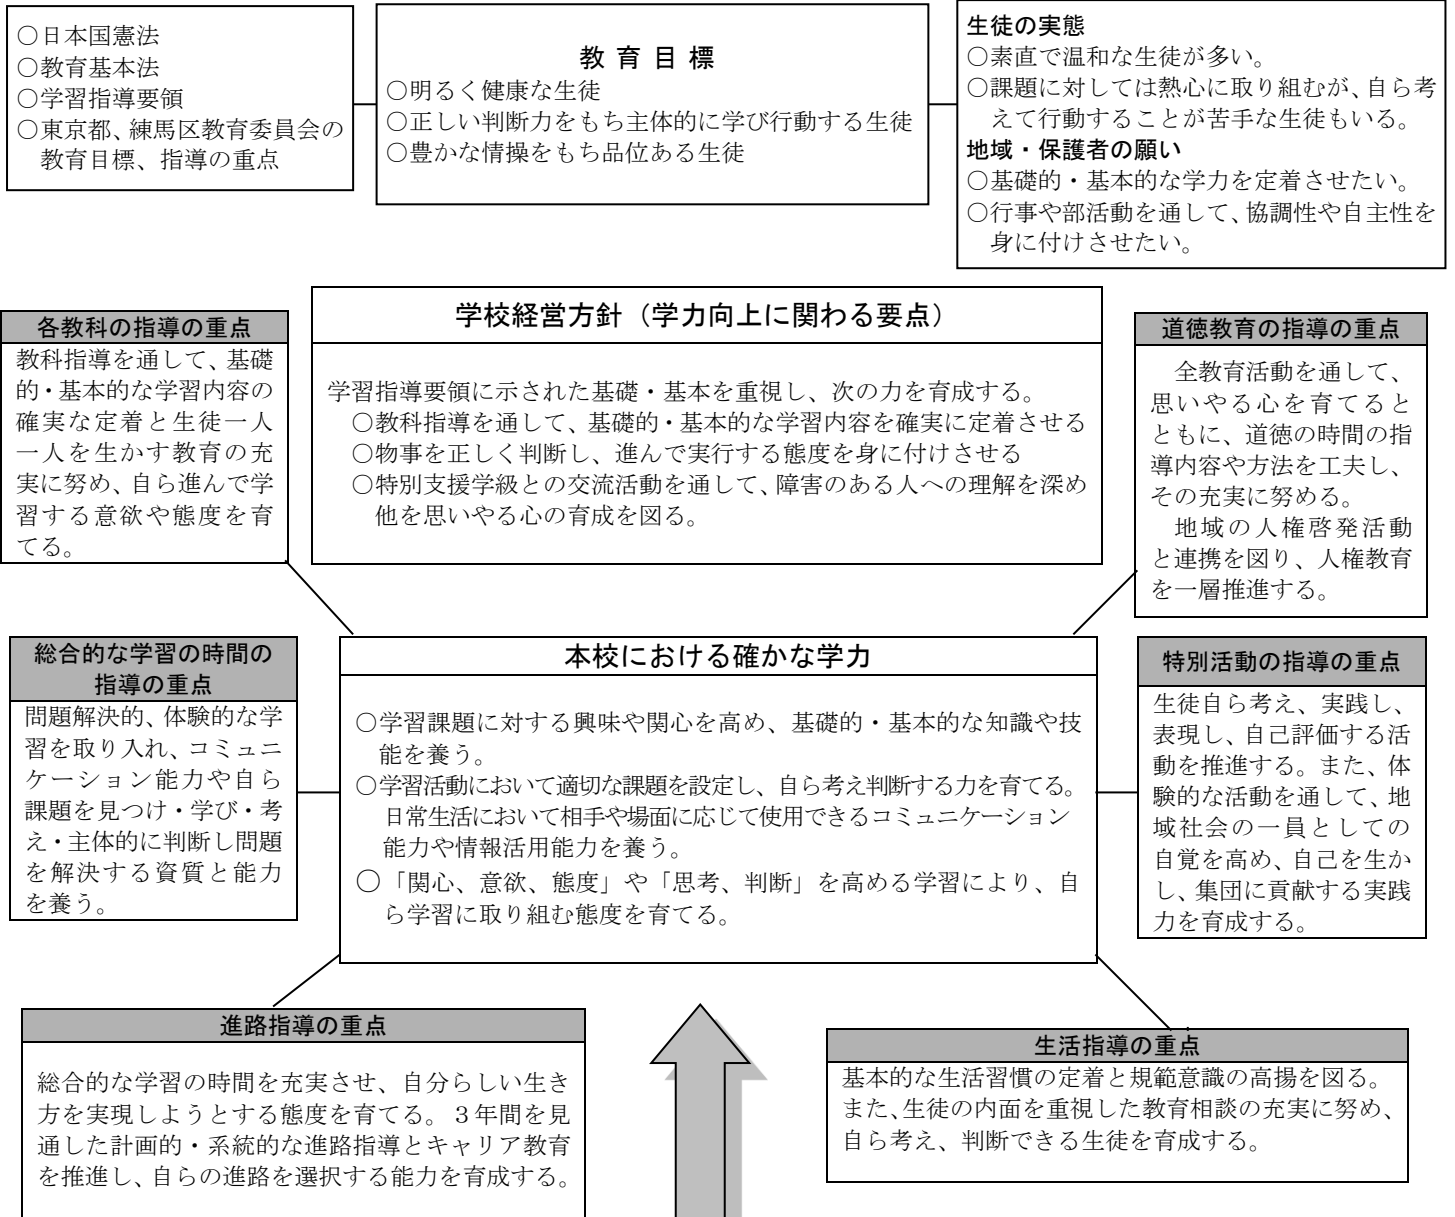 ○日本国憲法
○教育基本法
○学習指導要領
○東京都、練馬区教育委員会の
教育目標、指導の重点
教 育 目 標
○明るく健康な生徒
○正しい判断力をもち主体的に学び行動する生徒
○豊かな情操をもち品位ある生徒
生徒の実態
○素直で温和な生徒が多い。
○課題に対しては熱心に取り組むが、自ら考
えて行動することが苦手な生徒もいる。
地域・保護者の願い
○基礎的・基本的な学力を定着させたい。
○行事や部活動を通して、協調性や自主性を
身に付けさせたい。
各教科の指導の重点
教科指導を通して、基礎
的・基本的な学習内容の
確実な定着と生徒一人
一人を生かす教育の充
実に努め、自ら進んで学
習する意欲や態度を育
てる。
学校経営方針（学力向上に関わる要点）
学習指導要領に示された基礎・基本を重視し、次の力を育成する。
○教科指導を通して、基礎的・基本的な学習内容を確実に定着させる
○物事を正しく判断し、進んで実行する態度を身に付けさせる
○特別支援学級との交流活動を通して、障害のある人への理解を深め
他を思いやる心の育成を図る。
道徳教育の指導の重点
全教育活動を通して、
思いやる心を育てると
ともに、道徳の時間の指
導内容や方法を工夫し、
その充実に努める。
地域の人権啓発活動
と連携を図り、人権教育
を一層推進する。
総合的な学習の時間の
指導の重点
問題解決的、体験的な学
習を取り入れ、コミュニ
ケーション能力や自ら
課題を見つけ・学び・考
え・主体的に判断し問題
を解決する資質と能力
を養う。
本校における確かな学力
○学習課題に対する興味や関心を高め、基礎的・基本的な知識や技
能を養う。
○学習活動において適切な課題を設定し、自ら考え判断する力を育てる。
日常生活において相手や場面に応じて使用できるコミュニケーション
能力や情報活用能力を養う。
○「関心、意欲、態度」や「思考、判断」を高める学習により、自
ら学習に取り組む態度を育てる。
特別活動の指導の重点
生徒自ら考え、実践し、
表現し、自己評価する活
動を推進する。また、体
験的な活動を通して、地
域社会の一員としての
自覚を高め、自己を生か
し、集団に貢献する実践
力を育成する。
進路指導の重点
総合的な学習の時間を充実させ、自分らしい生き
方を実現しようとする態度を育てる。３年間を見
通した計画的・系統的な進路指導とキャリア教育
を推進し、自らの進路を選択する能力を育成する。
生活指導の重点
基本的な生活習慣の定着と規範意識の高揚を図る。
また、生徒の内面を重視した教育相談の充実に努め、
自ら考え、判断できる生徒を育成する。